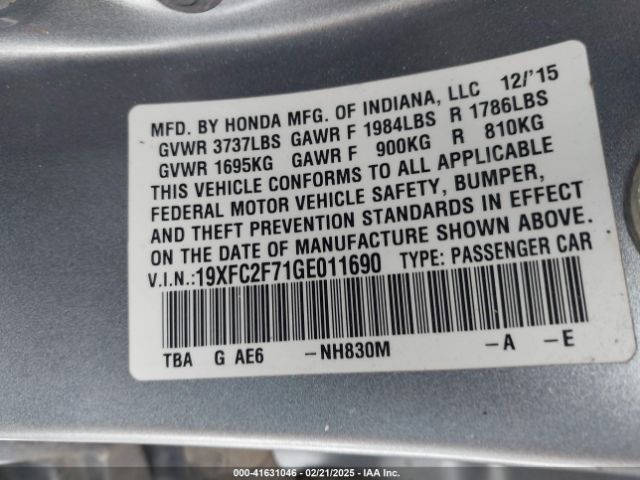 MFD. BY HONDA MFG. OF INDIANA, LLC 12/'15
GVWR 3737LBS GAWR F 1984LBS R 1786LBS
GVWR 1695KG GAWR F 900KG R 810KG
THIS VEHICLE CONFORMS TO ALL APPLICABLE
FEDERAL MOTOR VEHICLE SAFETY, BUMPER,
AND THEFT PREVENTION STANDARDS IN EFFECT
ON THE DATE OF MANUFACTURE SHOWN ABOVE.
V.I.N.:19XFC2F71GE011690 TYPE: PASSENGER CAR
TBA G AE6 -NH830M -A -E
000-41631046 — 02/21/2025 — IAA Inc.